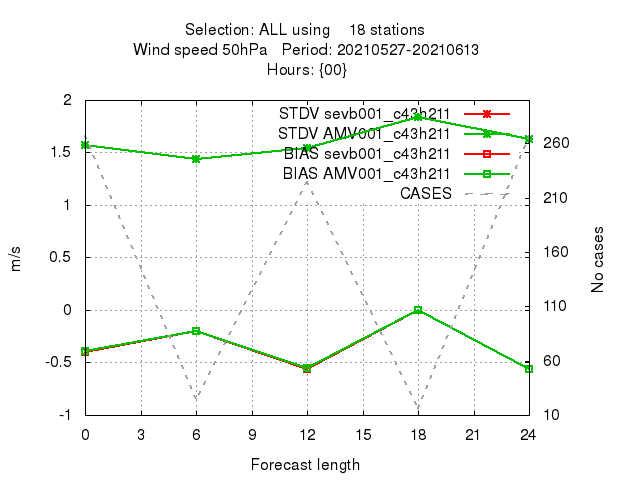 Selection: ALL using 18 stations
Wind speed 50hPa Period: 20210527-20210613
Hours: {00}
STDV sevb001_c43h211
STDV AMV001_c43h211
BIAS sevb001_c43h211
BIAS AMV001_c43h211
CASES
2
1.5
1
0.5
0
-0.5
-1
m/s
260
210
160
110
60
10
No cases
0 3 6 9 12 15 18 21 24
Forecast length